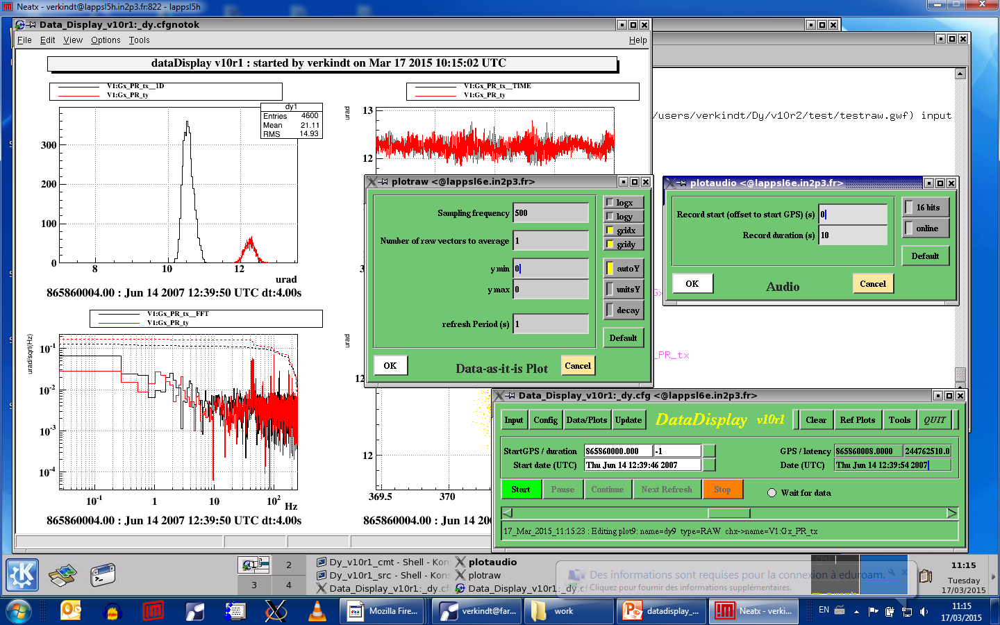 Neatx - verkindt@lappsl5h.in2p3.fr:822 - lappsl5h
Data_Display_v10r1:_dy.cfgnotok
File Edit View Options Tools Help
dataDisplay v10r1 : started by verkindt on Mar 17 2015 10:15:02 UTC
V1:Gx_PR_tx__1D
V1:Gx_PR_ty
dy1
Entries 4600
Mean 21.11
RMS 14.93
300
200
100
0
8 10 12
urad
865860004.00 : Jun 14 2007 12:39:50 UTC dt:4.00s
V1:Gx_PR_tx__TIME
V1:Gx_PR_ty
urad
13
12
V1:Gx_PR_tx__FFT
V1:Gx_PR_ty
urad/sqrt(Hz)
10-1
10-2
10-3
10-4
10-1 1 10 102
Hz
865860004.00 : Jun 14 2007 12:39:50 UTC dt:4.00s
urad
12
369.5 370
865860004.00 : Jun 14 2007 12:39:50
/users/verkindt/Dy/v10r2/test/testraw.gwf) input
_PR_tx
plotraw <@lappsl6e.in2p3.fr>
Sampling frequency 500
Number of raw vectors to average 1
y min 0
y max 0
refresh Period (s) 1
logx
logy
gridx
gridy
autoY
unitsY
decay
Default
OK Data-as-it-is Plot Cancel
plotaudio <@lappsl6e.in2p3.fr>
Record start (offset to start GPS) (s) 0
Record duration (s) 10
16 bits
online
Default
OK Audio Cancel
Data_Display_v10r1:_dy.cfg <@lappsl6e.in2p3.fr>
Input Config Data/Plots Update DataDisplay v10r1 Clear Ref Plots Tools QUIT
StartGPS / duration 865860000.000 -1 GPS / latency 865860008.0000 244762510.0
Start date (UTC) Thu Jun 14 12:39:46 2007 Date (UTC) Thu Jun 14 12:39:54 2007
Start Pause Continue Next Refresh Stop Wait for data
17_Mar_2015_11:15:23 : Editing plot9: name=dy9 type=RAW chx->name=V1:Gx_PR_tx
2
3 4
Dy_v10r1_cmt - Shell - Kon
Dy_v10r1_src - Shell - Kons
Data_Display_v10r1:_dy.cf
plotaudio
plotraw
Data_Display_v10r1:_dy.cf
CPU
Des informations sont requises pour la connexion à eduroam.
Cliquez pour fournir des informations supplémentaires.
11:15
Tuesday
17/03/2015
Mozilla Fire...
verkindt@far...
work
datadisplay_...
Neatx - verki...
EN
11:15
17/03/2015